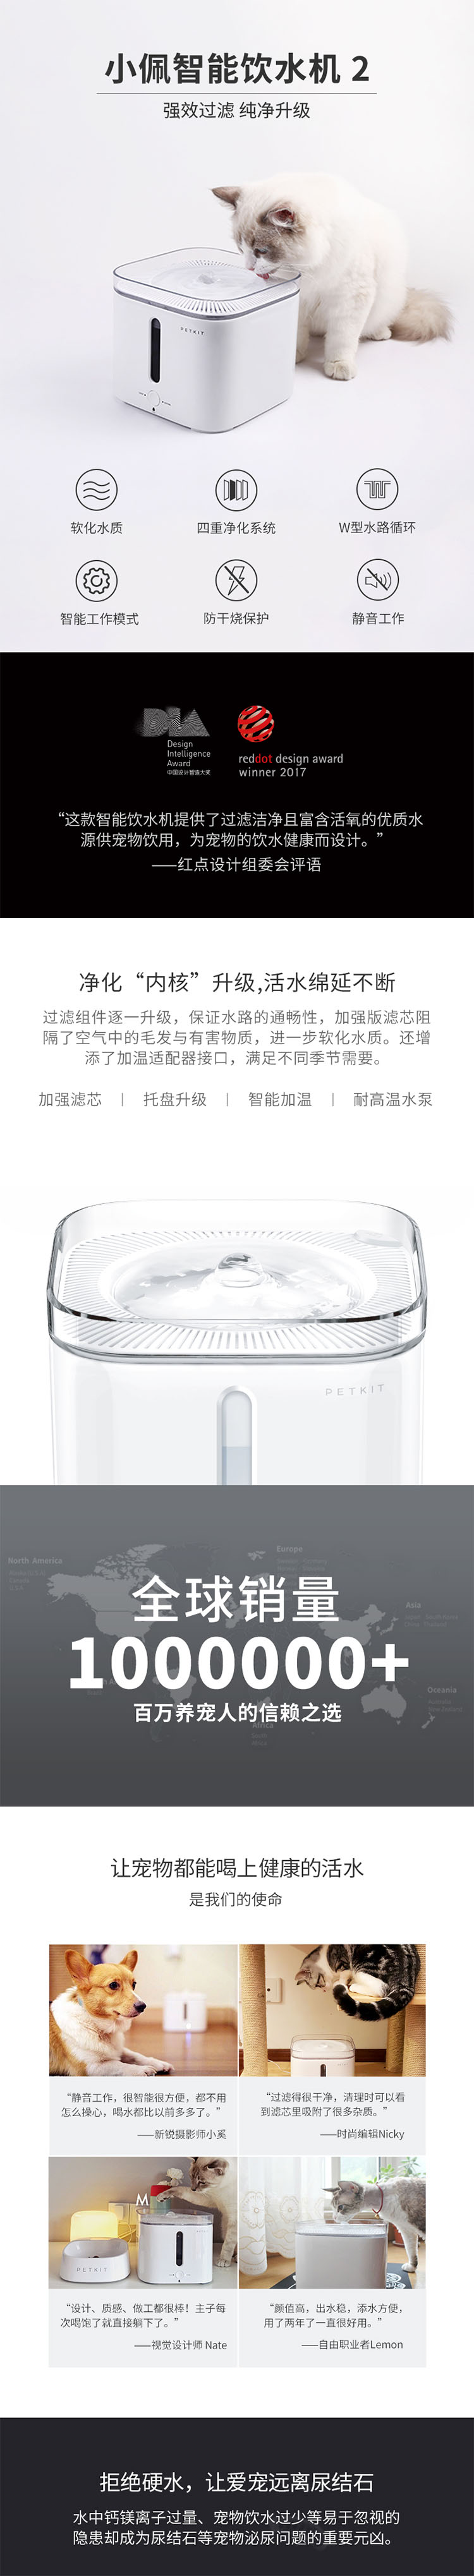 小佩智能饮水机 2
强效过滤 纯净升级
PETKIT
软化水质
四重净化系统
W型水路循环
智能工作模式
防干烧保护
静音工作
DIA
Design
Intelligence
Award
中国设计智造大奖
reddot design award
winner 2017
“这款智能饮水机提供了过滤洁净且富含活氧的优质水
源供宠物饮用，为宠物的饮水健康而设计。”
——红点设计组委会评语
净化“内核”升级,活水绵延不断
过滤组件逐一升级，保证水路的通畅性，加强版滤芯阻
隔了空气中的毛发与有害物质，进一步软化水质。还增
添了加温适配器接口，满足不同季节需要。
加强滤芯 | 托盘升级 | 智能加温 | 耐高温水泵
PETKIT
North America
Europe
Asia
Oceania
Africa
全球销量
1000000+
百万养宠人的信赖之选
让宠物都能喝上健康的活水
是我们的使命
“静音工作，很智能很方便，都不用
怎么操心，喝水都比以前多多了。”
——新锐摄影师小奚
“过滤得很干净，清理时可以看
到滤芯里吸附了很多杂质。”
——时尚编辑Nicky
M
PETKIT
“设计、质感、做工都很棒！主子每
次喝饱了就直接躺下了。”
——视觉设计师 Nate
“颜值高，出水稳，添水方便，
用了两年了一直很好用。”
——自由职业者Lemon
拒绝硬水，让爱宠远离尿结石
水中钙镁离子过量、宠物饮水过少等易于忽视的
隐患却成为尿结石等宠物泌尿问题的重要元凶。